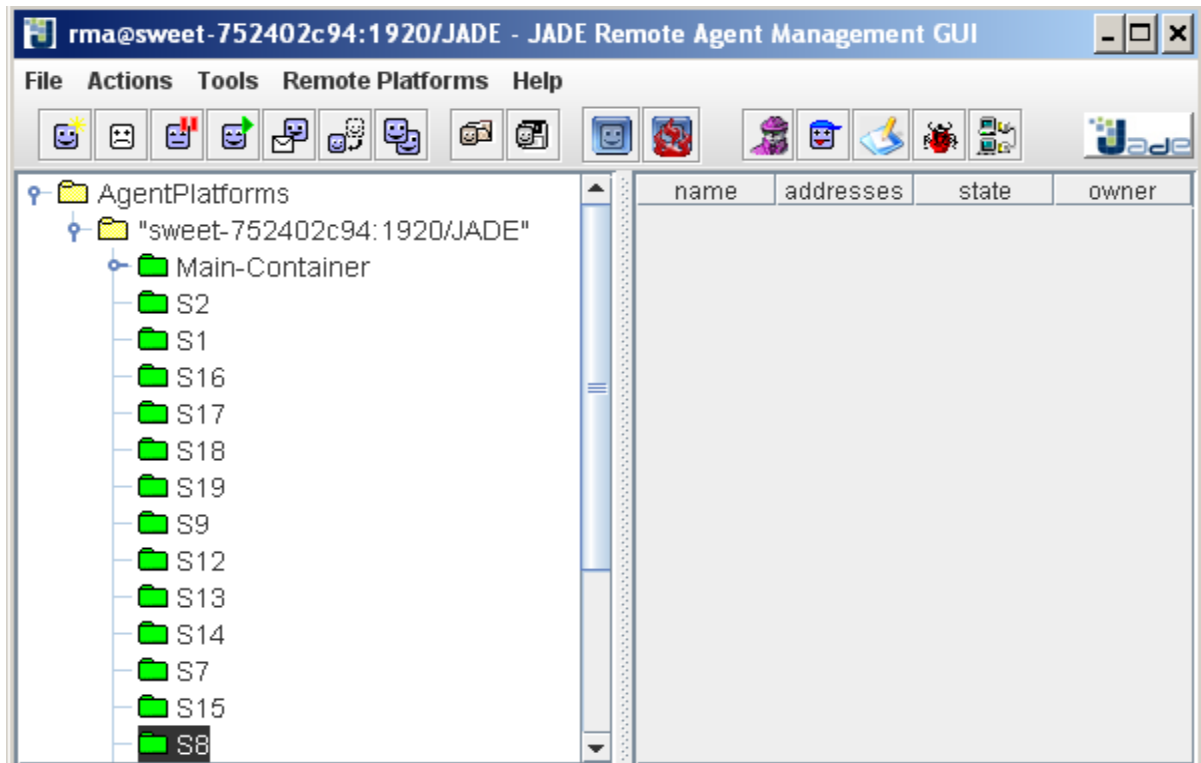 rma@sweet-752402c94:1920/JADE - JADE Remote Agent Management GUI
File Actions Tools Remote Platforms Help
Jade
name addresses state owner
AgentPlatforms
"sweet-752402c94:1920/JADE"
Main-Container
S2
S1
S16
S17
S18
S19
S9
S12
S13
S14
S7
S15
S8